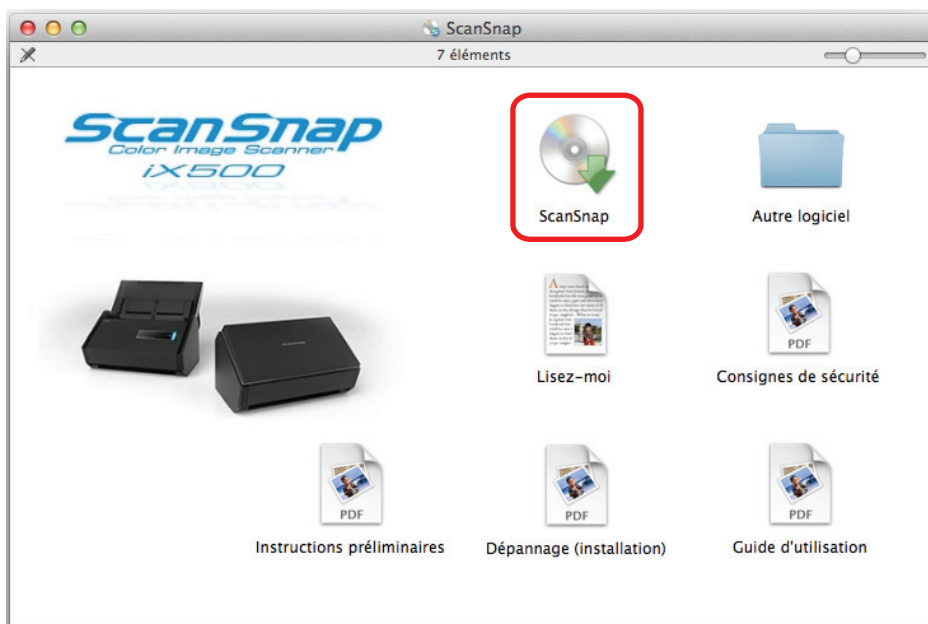 ScanSnap
7 éléments
ScanSnap
Color Image Scanner
iX500
ScanSnap
Autre logiciel
Lisez-moi
PDF
Consignes de sécurité
PDF
Instructions préliminaires
PDF
Dépannage (installation)
PDF
Guide d'utilisation